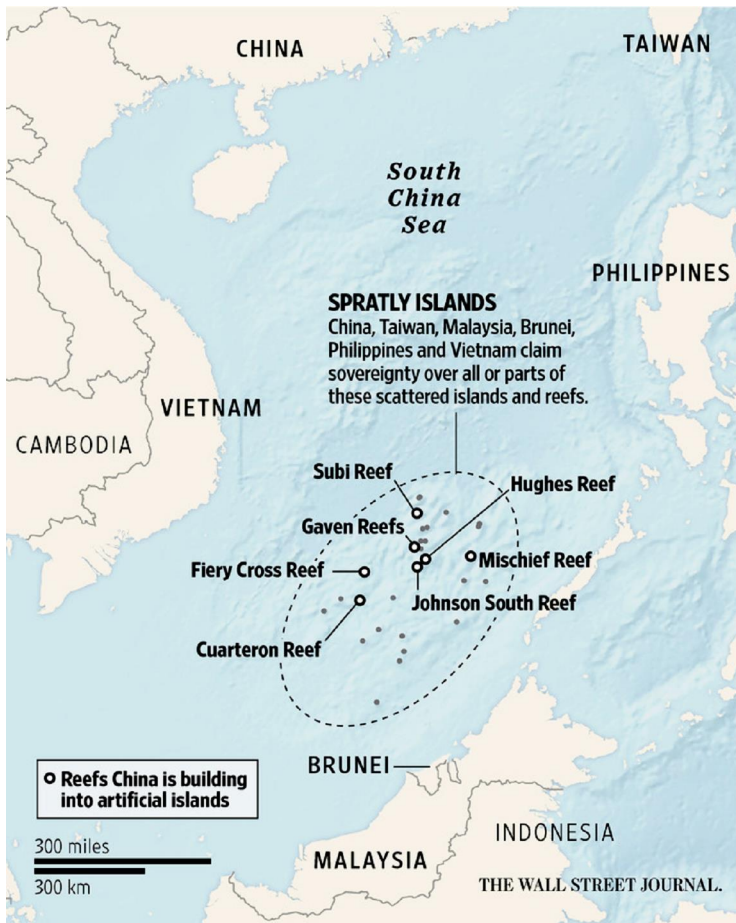 CHINA
TAIWAN
South
China
Sea
PHILIPPINES
SPRATLY ISLANDS
China, Taiwan, Malaysia, Brunei,
Philippines and Vietnam claim
sovereignty over all or parts of
these scattered islands and reefs.
VIETNAM
CAMBODIA
Subi Reef
Hughes Reef
Gaven Reefs
Mischief Reef
Fiery Cross Reef
Johnson South Reef
Cuarteron Reef
BRUNEI
Reefs China is building
into artificial islands
INDONESIA
300 miles
300 km
MALAYSIA
THE WALL STREET JOURNAL.